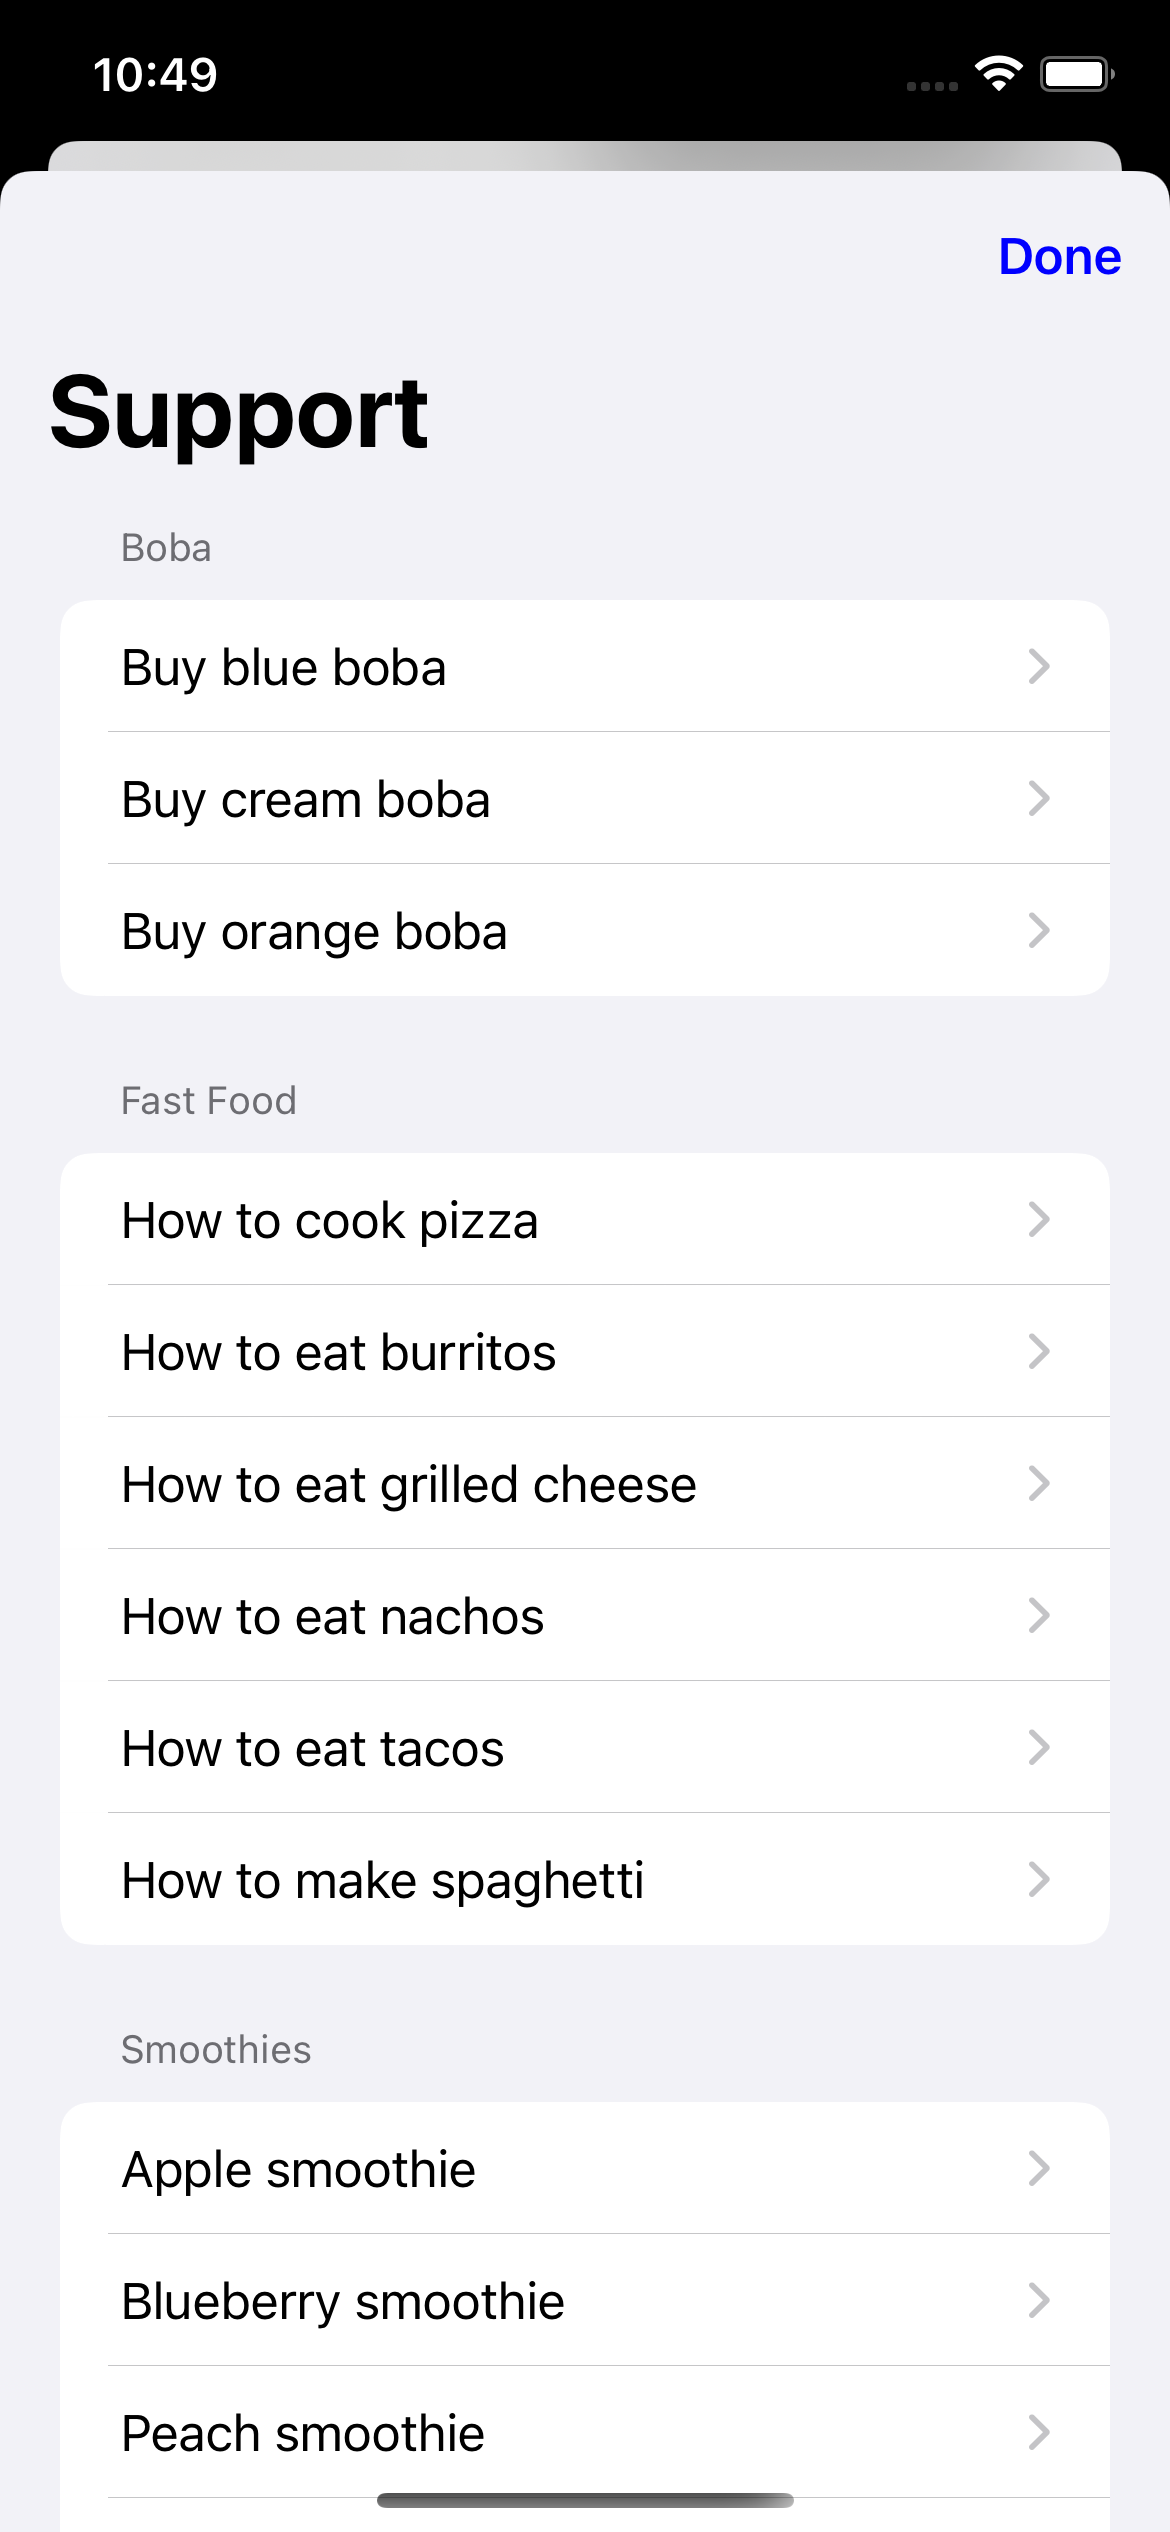 10:49
Done
Support
Boba
Buy blue boba
Buy cream boba
Buy orange boba
Fast Food
How to cook pizza
How to eat burritos
How to eat grilled cheese
How to eat nachos
How to eat tacos
How to make spaghetti
Smoothies
Apple smoothie
Blueberry smoothie
Peach smoothie